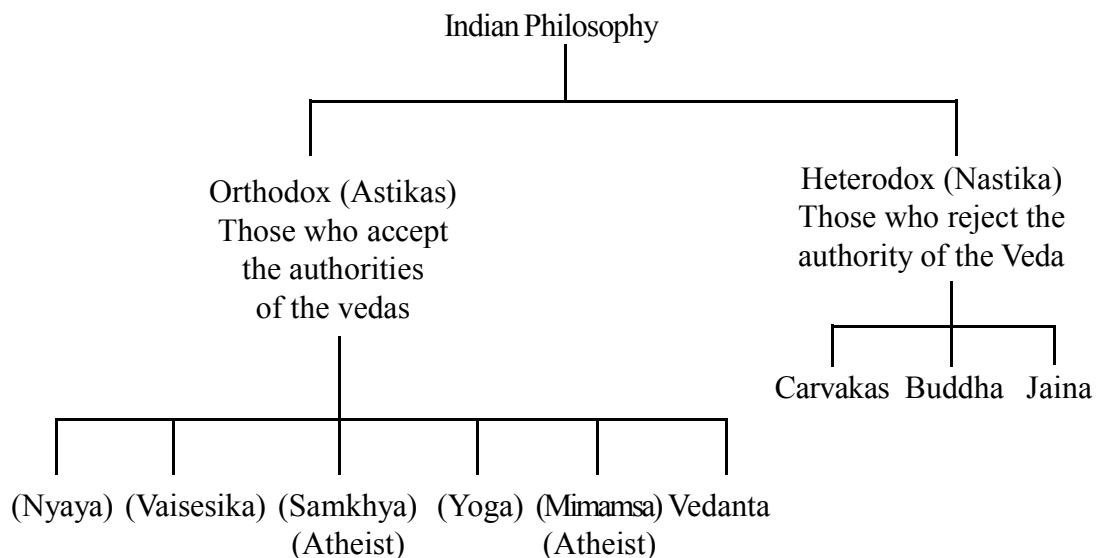 Indian Philosophy
Orthodox (Astikas)
Those who accept
the authorities
of the vedas
Heterodox (Nastika)
Those who reject the
authority of the Veda
Carvakas Buddha Jaina
(Nyaya) (Vaisesika) (Samkhya) (Yoga) (Mimamsa) Vedanta
(Atheist) (Atheist)